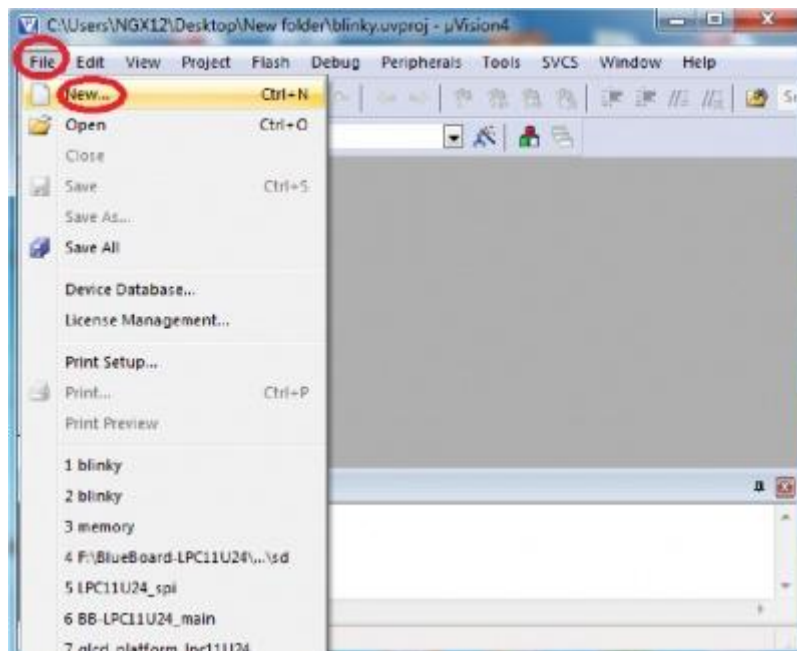 C:\Users\NGX12\Desktop\New folder\blinky.uvproj - µVision4
File Edit View Project Flash Debug Peripherals Tools SVCS Window Help
New... Ctrl+N
Open Ctrl+O
Close
Save Ctrl+S
Save As...
Save All
Device Database...
License Management...
Print Setup...
Print... Ctrl+P
Print Preview
1 blinky
2 blinky
3 memory
4 F:\BlueBoard-LPC11U24\...\sd
5 LPC11U24_spi
6 BB-LPC11U24_main
7 glcd_platform_lpc11U24